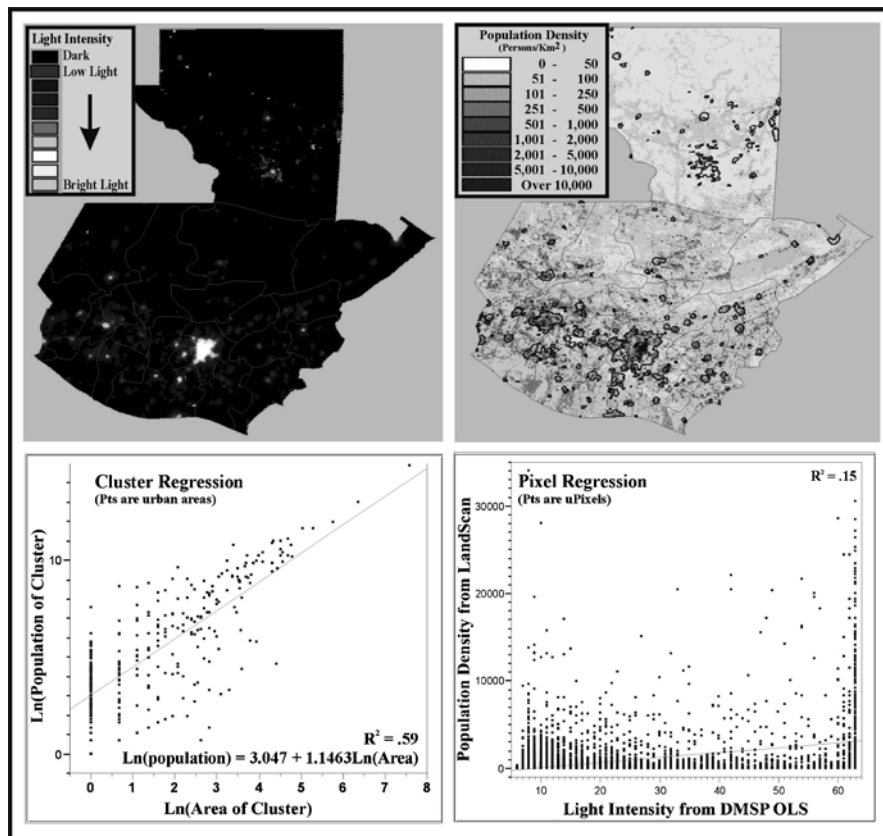 Light Intensity
Dark
Low Light
Bright Light
Population Density
(Persons/Km²)
0 - 50
51 - 100
101 - 250
251 - 500
501 - 1,000
1,001 - 2,000
2,001 - 5,000
5,001 - 10,000
Over 10,000
Cluster Regression
(Pts are urban areas)
10
0
Ln(Population of Cluster)
R² = .59
Ln(population) = 3.047 + 1.1463Ln(Area)
0 1 2 3 4 5 6 7 8
Ln(Area of Cluster)
Pixel Regression
(Pts are uPixels)
R² = .15
30000
20000
10000
0
Population Density from LandScan
10 20 30 40 50 60
Light Intensity from DMSP OLS